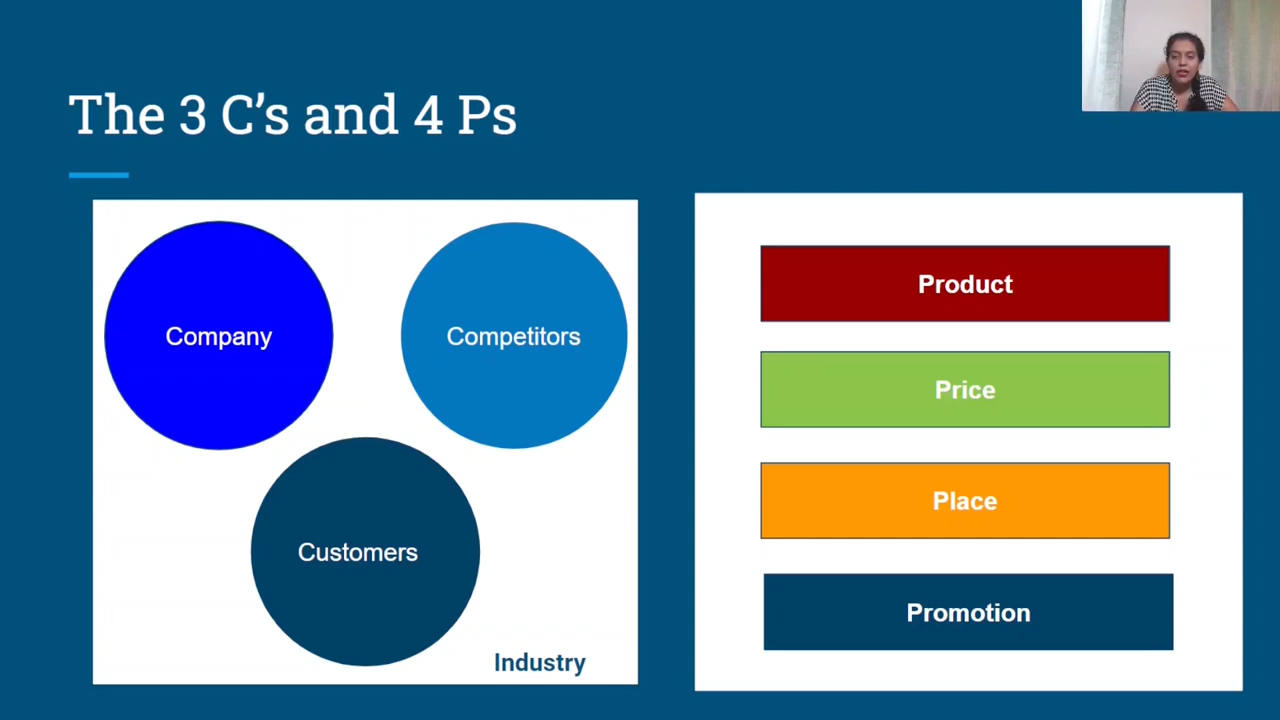 The 3 C’s and 4 Ps
Company
Competitors
Customers
Industry
Product
Price
Place
Promotion